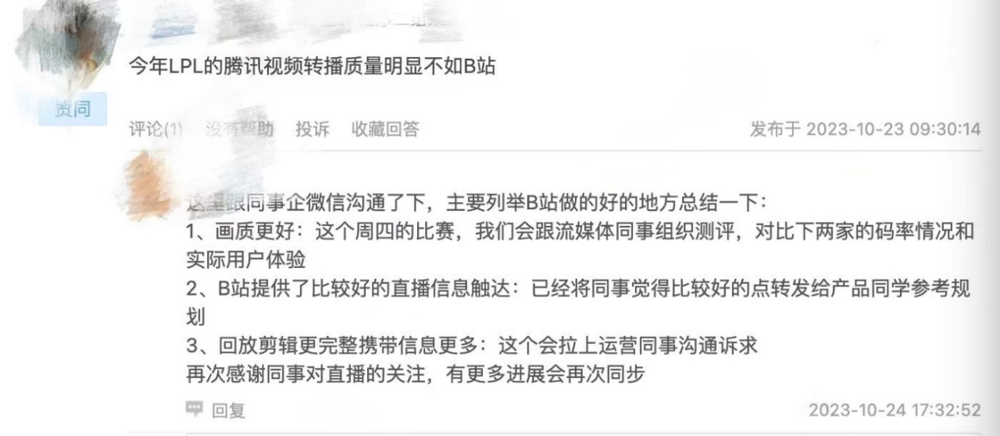 今年LPL的腾讯视频转播质量明显不如B站
赞同
评论(1) 没有帮助 投诉 收藏回答 发布于 2023-10-23 09:30:14
这里跟同事企微信沟通了下，主要列举B站做的好的地方总结一下：
1、画质更好：这个周四的比赛，我们会跟流媒体同事组织测评，对比下两家的码率情况和
实际用户体验
2、B站提供了比较好的直播信息触达：已经将同事觉得比较好的点转发给产品同学参考规
划
3、回放剪辑更完整携带信息更多：这个会拉上运营同事沟通诉求
再次感谢同事对直播的关注，有更多进展会再次同步
回复 2023-10-24 17:32:52